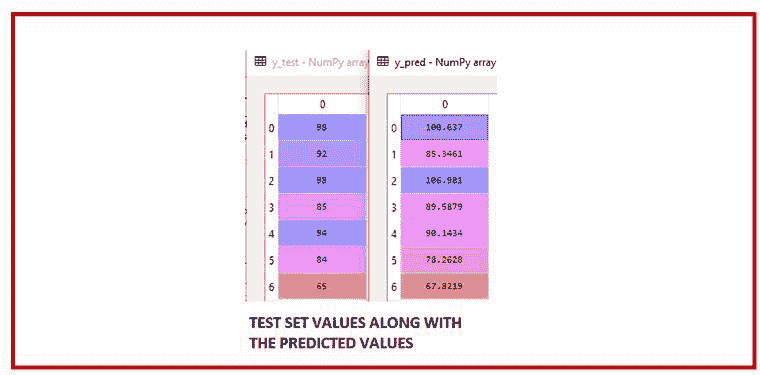 y_test - NumPy array y_pred - NumPy array
0 0
0 98 0 100.637
1 92 1 85.3461
2 2 106.901
3 85 3 89.5879
4 94 4 90.1434
5 84 5 78.2628
6 65 6 67.8219
TEST SET VALUES ALONG WITH
THE PREDICTED VALUES